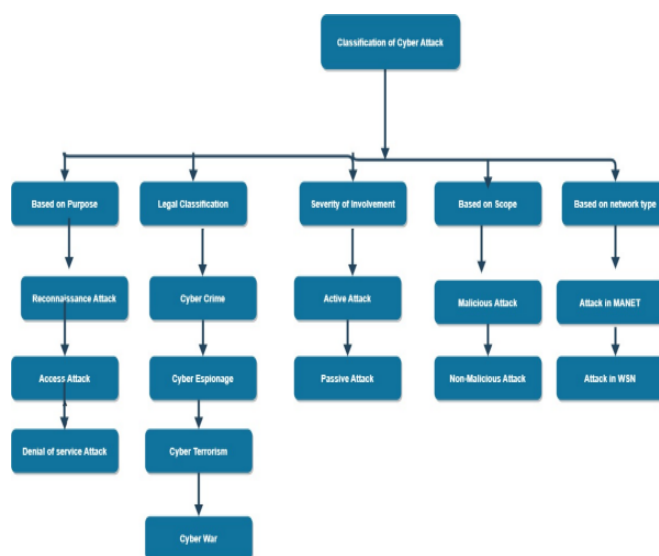 Classification of Cyber Attack
Based on Purpose
Legal Classification
Severity of Involvement
Based on Scope
Based on network type
Reconnaissance Attack
Cyber Crime
Active Attack
Malicious Attack
Attack in MANET
Access Attack
Cyber Espionage
Passive Attack
Non-Malicious Attack
Attack in WSN
Denial of service Attack
Cyber Terrorism
Cyber War